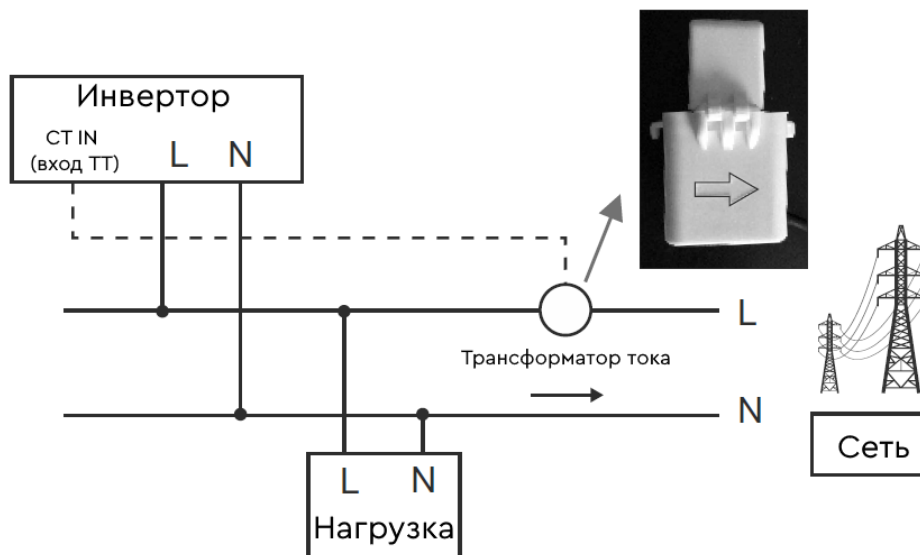 Инвертор
CT IN
(вход ТТ)
L
N
L
Трансформатор тока
N
Сеть
L
N
Нагрузка